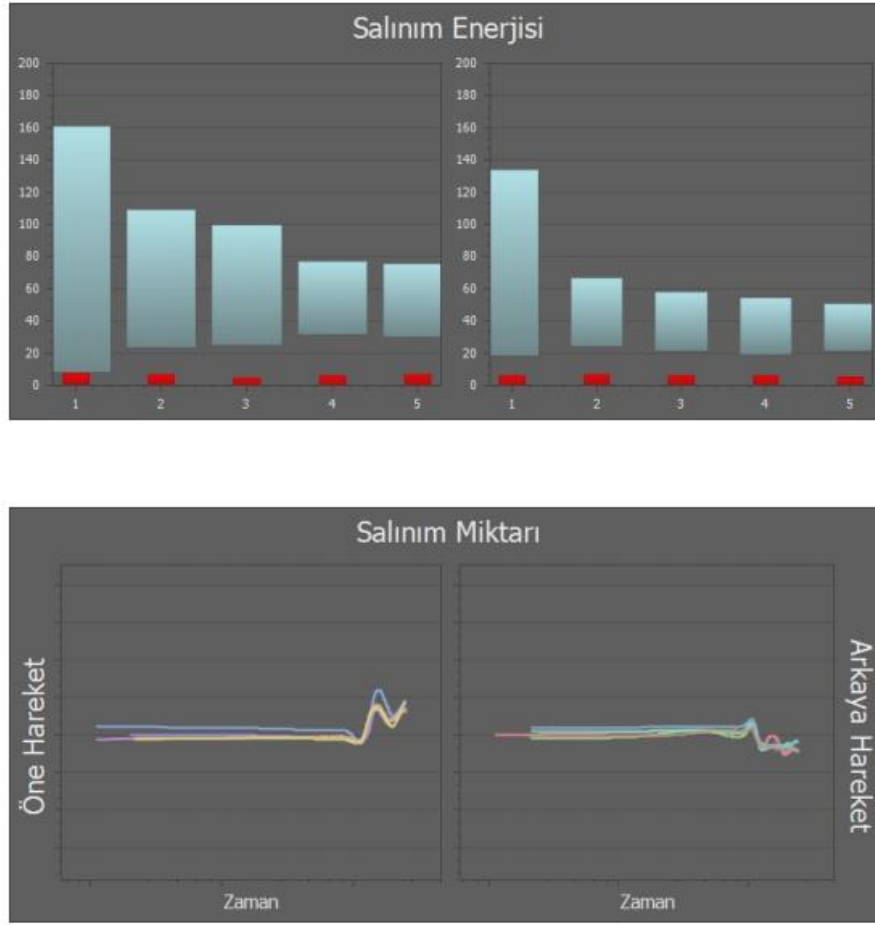 Salınım Enerjisi
200 200
180 180
160 160
140 140
120 120
100 100
80 80
60 60
40 40
20 20
0 0
1 2 3 4 5 1 2 3 4 5
Salınım Miktarı
Öne Hareket
Arkaya Hareket
Zaman Zaman